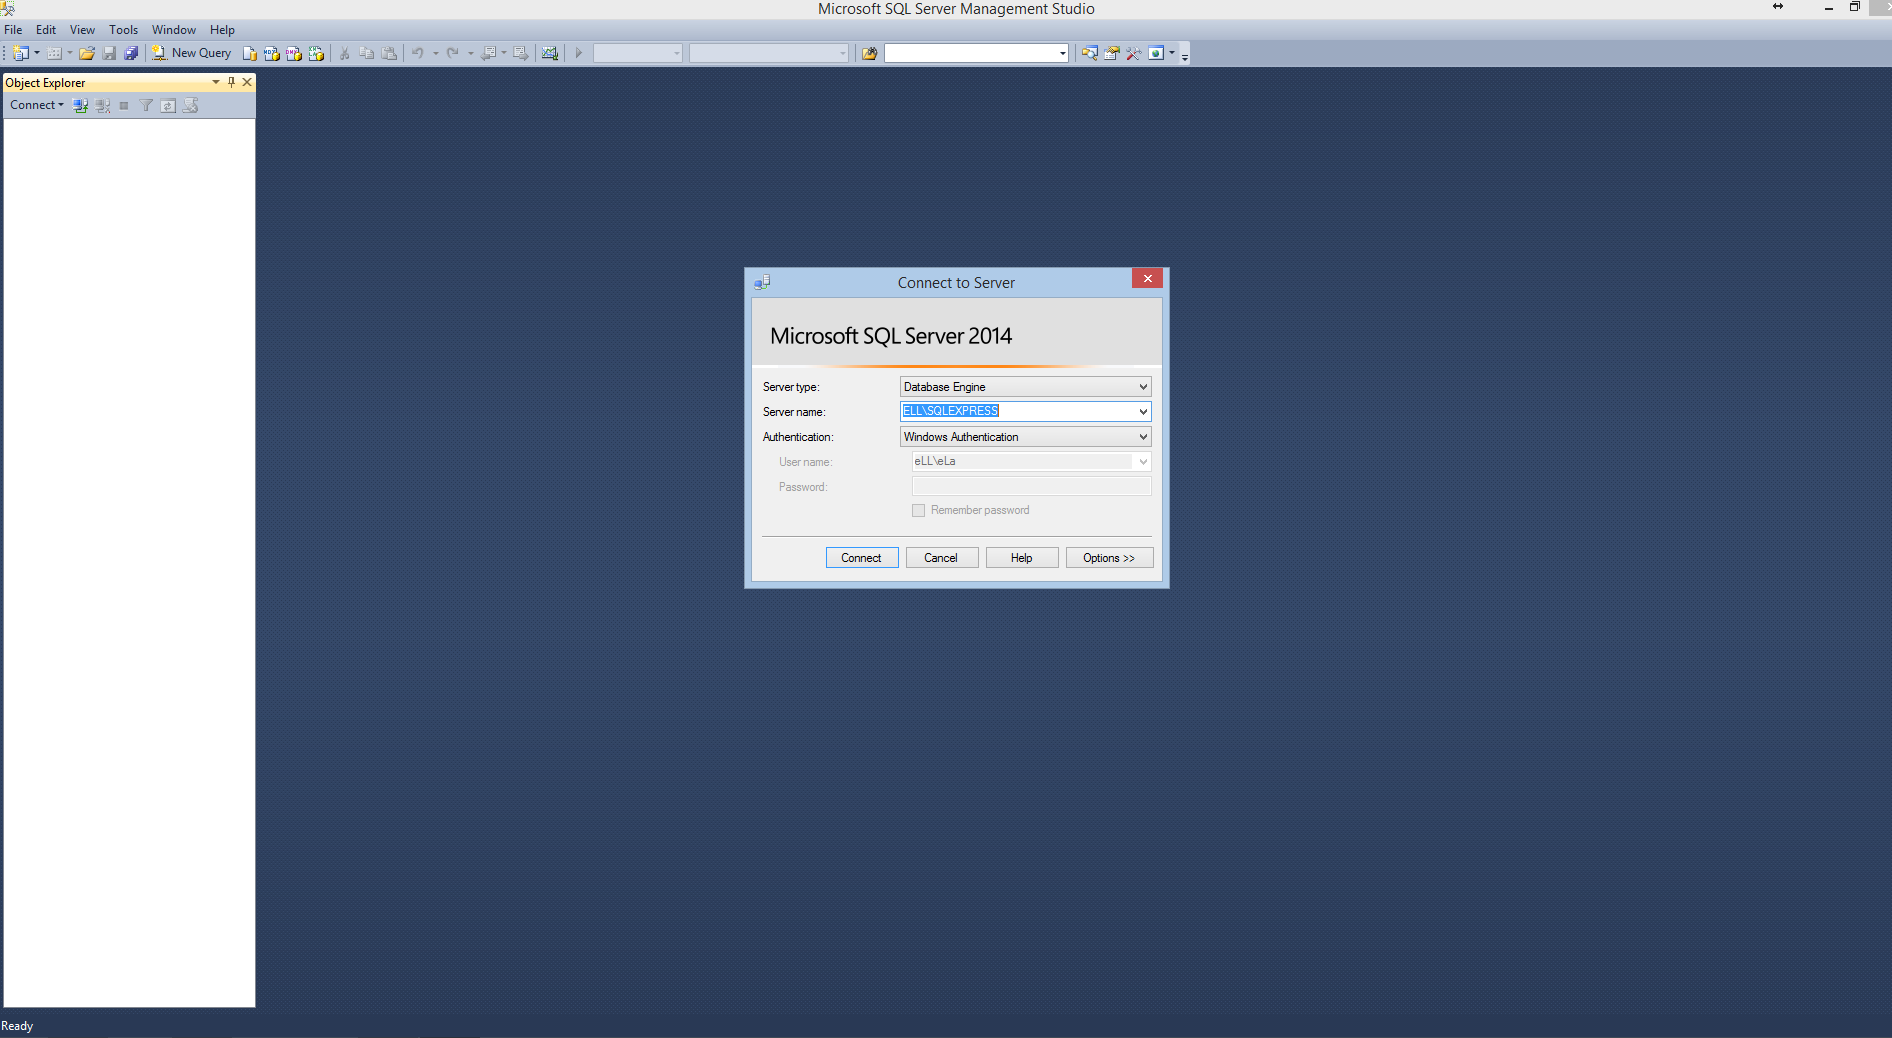 Microsoft SQL Server Management Studio
File Edit View Tools Window Help
New Query
Object Explorer
Connect
Connect to Server
Microsoft SQL Server 2014
Server type: Database Engine
Server name: ELL\SQLEXPRESS
Authentication: Windows Authentication
User name: eLL\eLa
Password:
Remember password
Connect Cancel Help Options >>
Ready